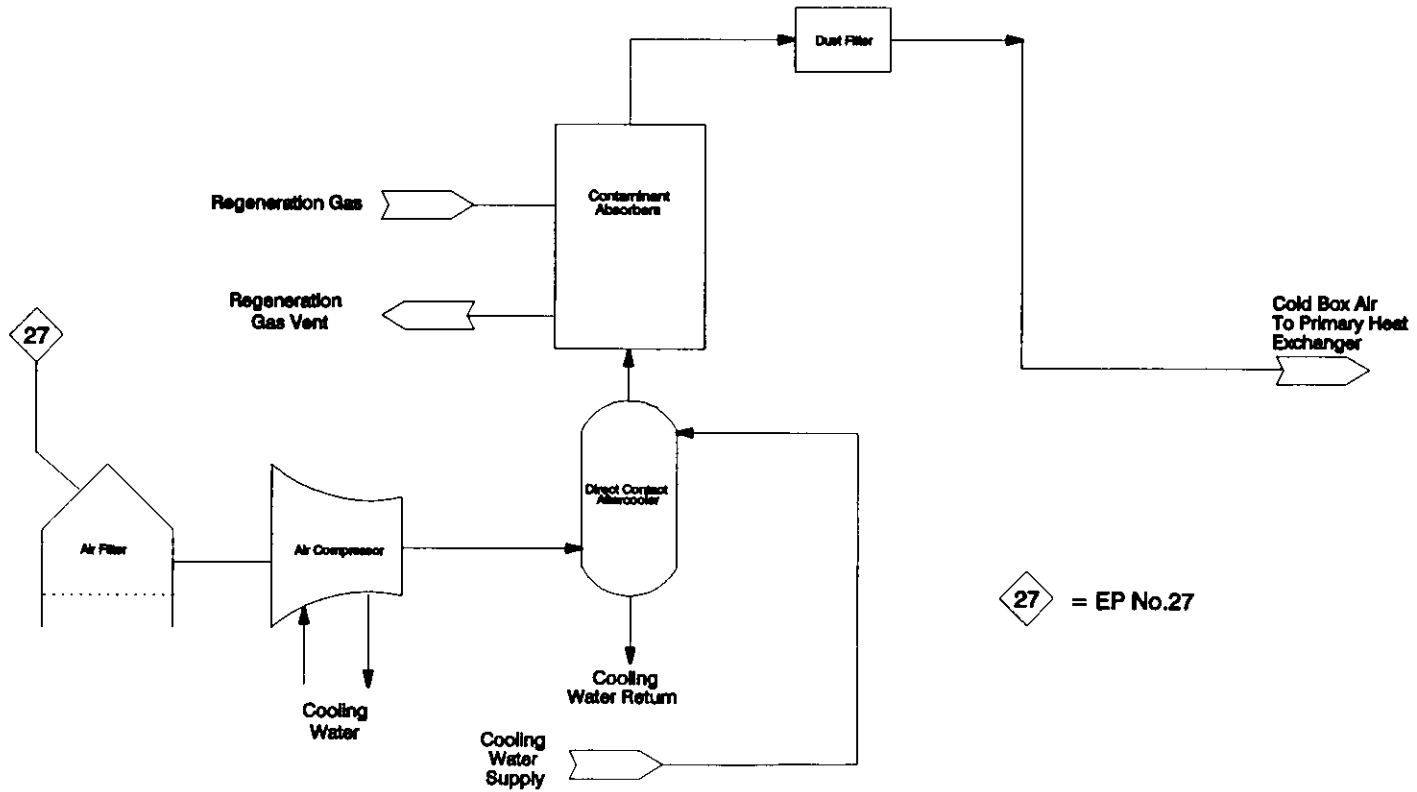 Dust Filter
Contaminant
Absorbers
Regeneration Gas
Regeneration
Gas Vent
Cold Box Air
To Primary Heat
Exchanger
27
Direct Contact
Aftercooler
Air Filter
Air Compressor
27 = EP No.27
Cooling
Water Return
Cooling
Water
Cooling
Water
Supply